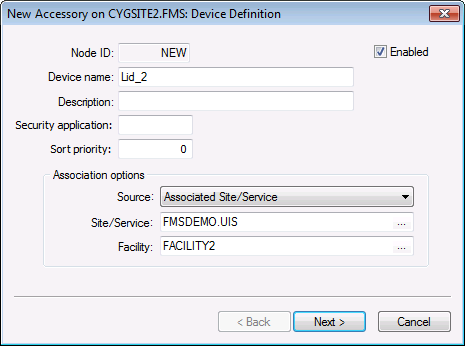 New Accessory on CYGSITE2.FMS: Device Definition
Node ID: NEW Enabled
Device name: Lid_2
Description:
Security application:
Sort priority: 0
Association options
Source: Associated Site/Service
Site/Service: FMSDEMO.UIS ...
Facility: FACILITY2 ...
< Back Next > Cancel